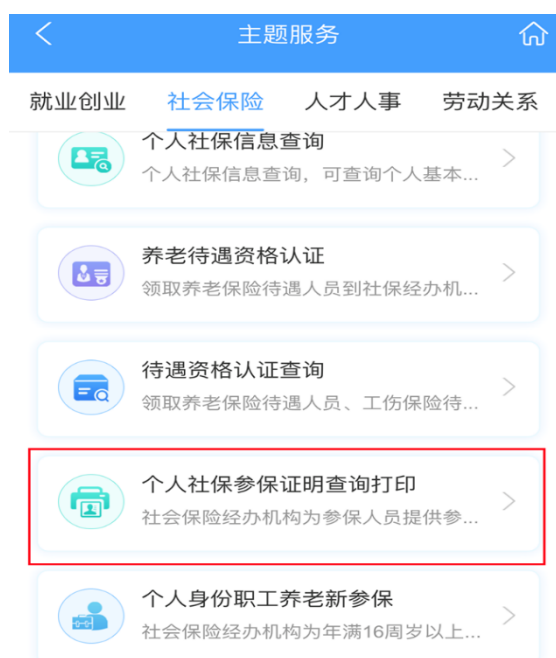 主题服务
就业创业 社会保险 人才人事 劳动关系
个人社保信息查询
个人社保信息查询，可查询个人基本...
养老待遇资格认证
领取养老保险待遇人员到社保经办机...
待遇资格认证查询
领取养老保险待遇人员、工伤保险待...
个人社保参保证明查询打印
社会保险经办机构为参保人员提供参...
个人身份职工养老新参保
社会保险经办机构为年满16周岁以上...